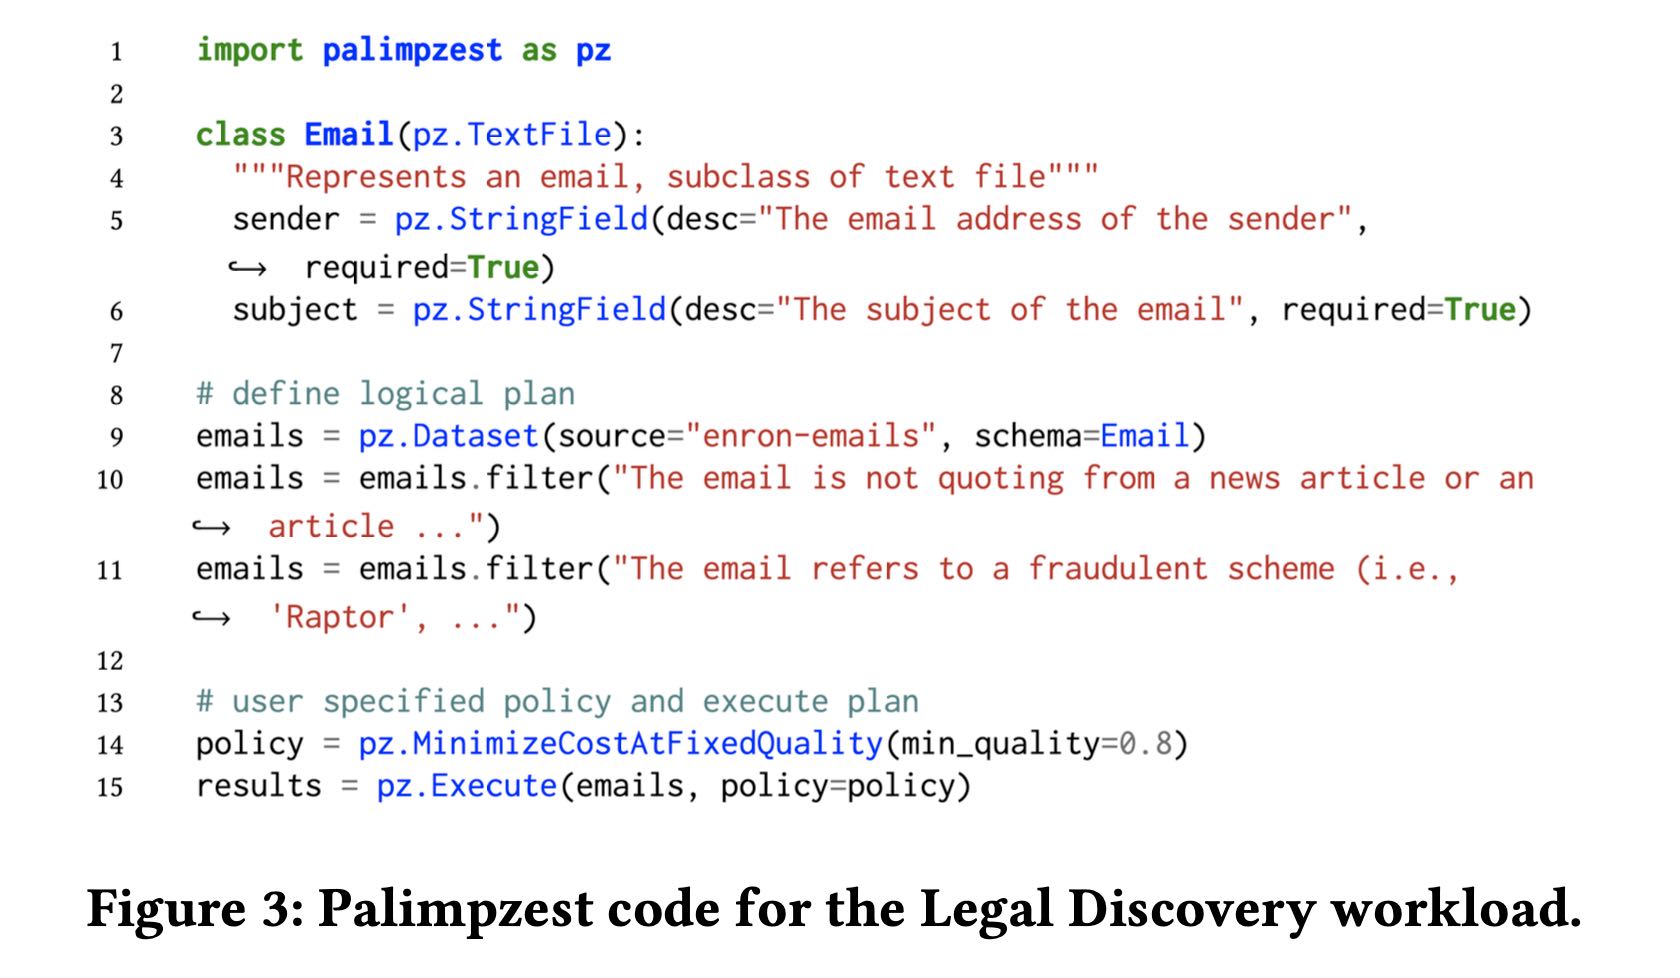 1 import palimpzest as pz
2
3 class Email(pz.TextFile):
4 """Represents an email, subclass of text file"""
5 sender = pz.StringField(desc="The email address of the sender",
↪ required=True)
6 subject = pz.StringField(desc="The subject of the email", required=True)
7
8 # define logical plan
9 emails = pz.Dataset(source="enron-emails", schema=Email)
10 emails = emails.filter("The email is not quoting from a news article or an
↪ article ...")
11 emails = emails.filter("The email refers to a fraudulent scheme (i.e.,
↪ 'Raptor', ...")
12
13 # user specified policy and execute plan
14 policy = pz.MinimizeCostAtFixedQuality(min_quality=0.8)
15 results = pz.Execute(emails, policy=policy)
Figure 3: Palimpzest code for the Legal Discovery workload.